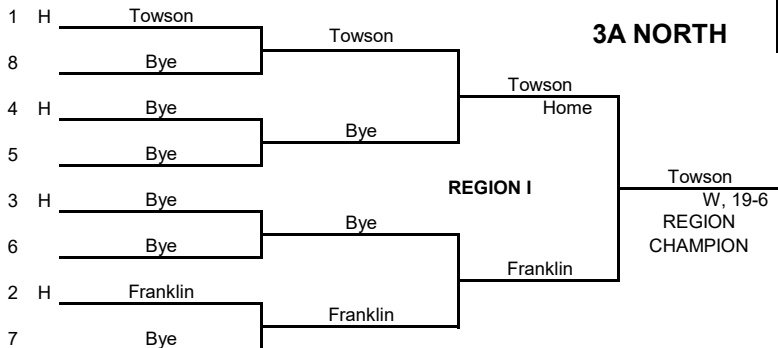 1 H Towson
Towson
3A NORTH
8 Bye
Towson
4 H Bye
Home
Bye
5 Bye
REGION I
Towson
3 H Bye
W, 19-6
Bye
REGION
6 Bye
CHAMPION
Franklin
2 H Franklin
Franklin
7 Bye